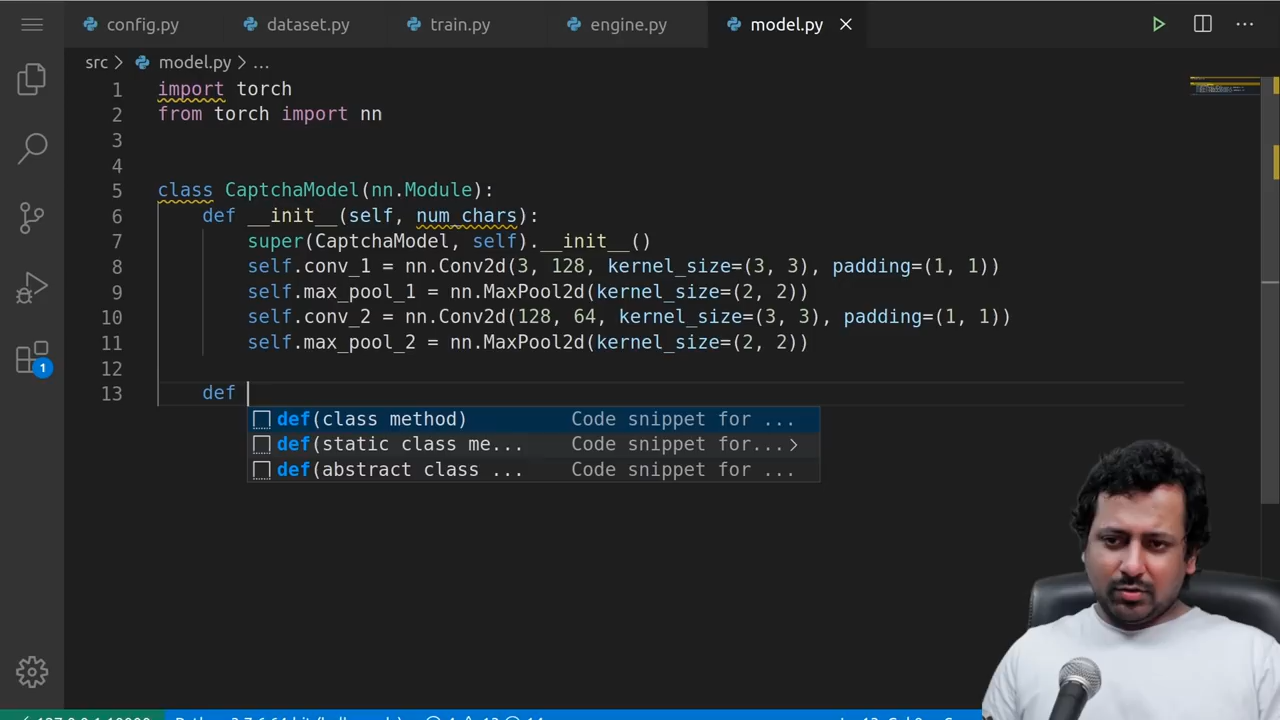 config.py dataset.py train.py engine.py model.py
src > model.py > ...
1 import torch
2 from torch import nn
3
4
5 class CaptchaModel(nn.Module):
6 def __init__(self, num_chars):
7 super(CaptchaModel, self).__init__()
8 self.conv_1 = nn.Conv2d(3, 128, kernel_size=(3, 3), padding=(1, 1))
9 self.max_pool_1 = nn.MaxPool2d(kernel_size=(2, 2))
10 self.conv_2 = nn.Conv2d(128, 64, kernel_size=(3, 3), padding=(1, 1))
11 self.max_pool_2 = nn.MaxPool2d(kernel_size=(2, 2))
12
13 def
def(class method) Code snippet for ...
def(static class me... Code snippet for... >
def(abstract class ... Code snippet for ...
1